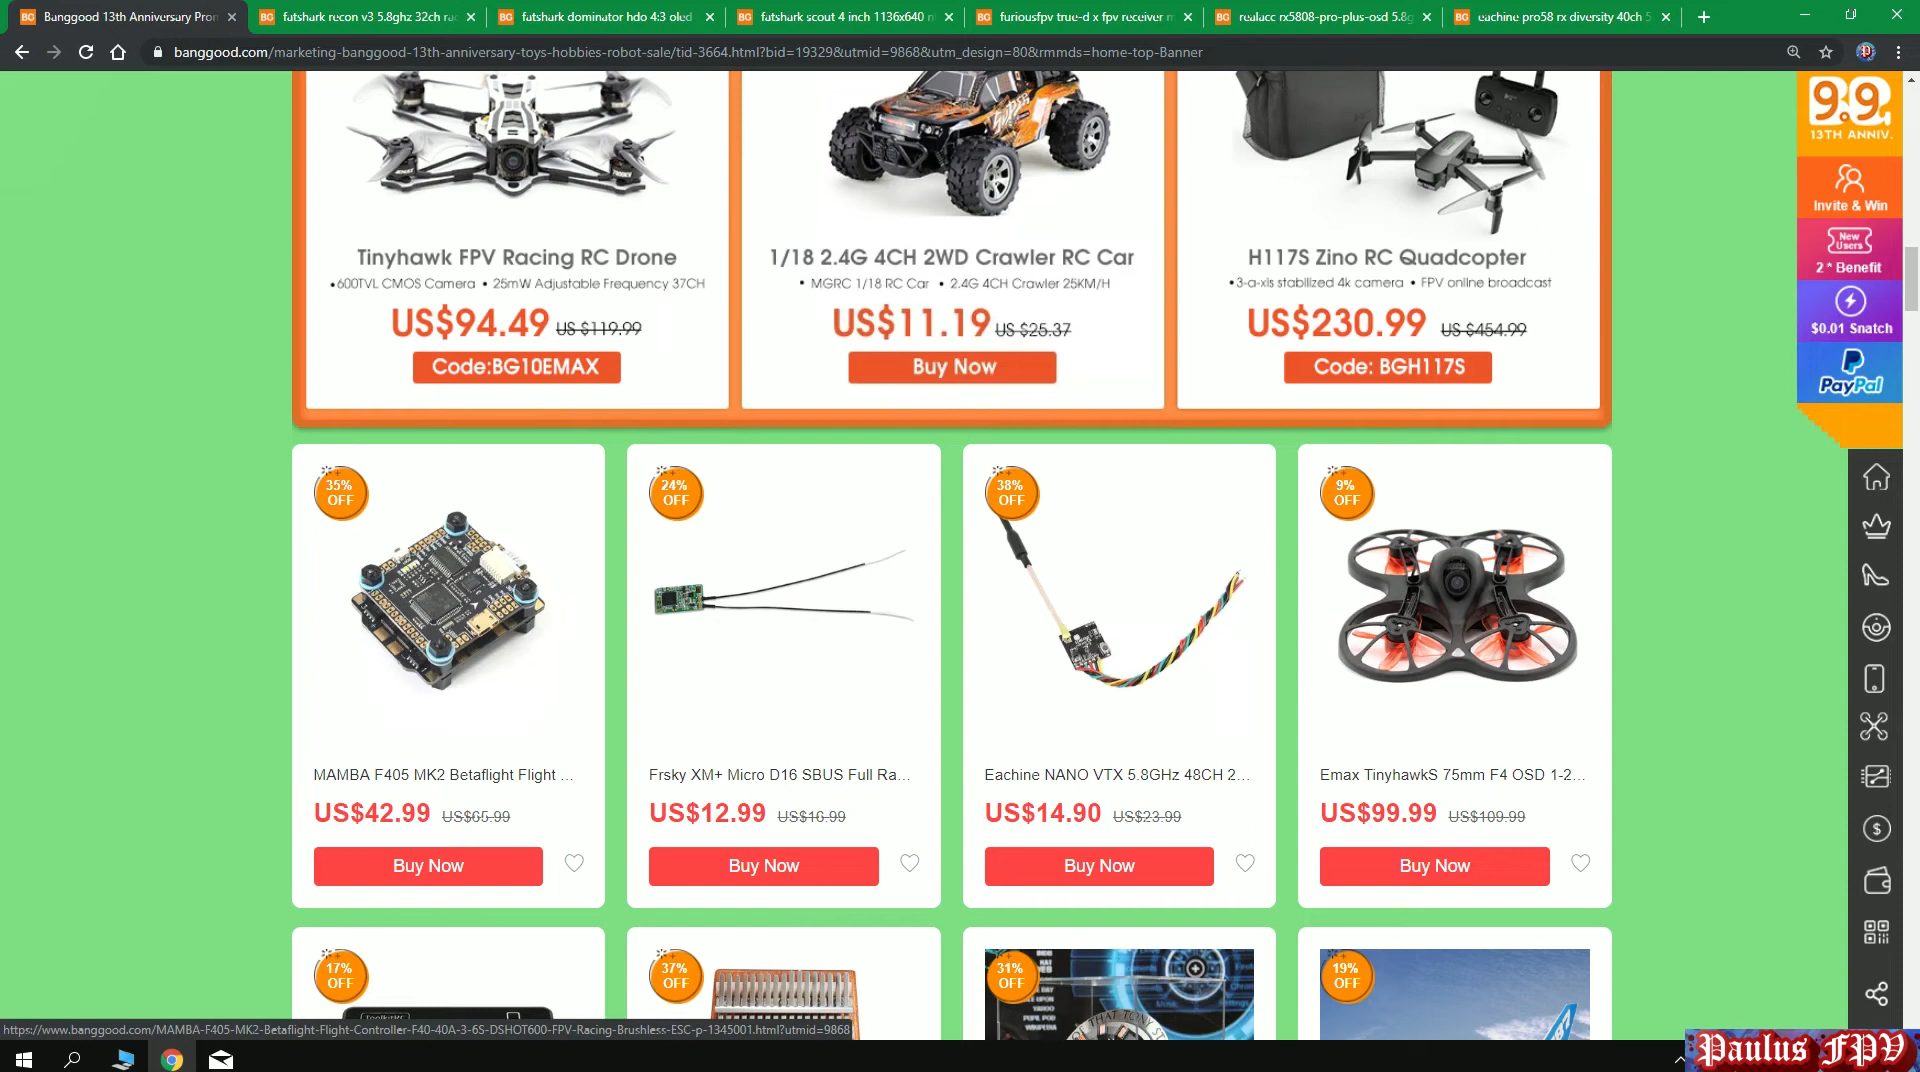 Banggood 13th Anniversary Pron
fatshark recon v3 5.8ghz 32ch rac
fatshark dominator hdo 4:3 oled
fatshark scout 4 inch 1136x640 n
furiousfpv true-d x fpv receiver m
realacc rx5808-pro-plus-osd 5.8g
eachine pro58 rx diversity 40ch 5
banggood.com/marketing-banggood-13th-anniversary-toys-hobbies-robot-sale/tid-3664.html?bid=19329&utmid=9868&utm_design=80&rmmds=home-top-Banner
9.9
13TH ANNIV.
Invite & Win
New Users
2 * Benefit
$0.01 Snatch
PayPal
Tinyhawk FPV Racing RC Drone
•600TVL CMOS Camera • 25mW Adjustable Frequency 37CH
US$94.49 US $119.99
Code:BG10EMAX
1/18 2.4G 4CH 2WD Crawler RC Car
• MGRC 1/18 RC Car • 2.4G 4CH Crawler 25KM/H
US$11.19 US $25.37
Buy Now
H117S Zino RC Quadcopter
•3-a-xls stabilized 4k camera • FPV online broadcast
US$230.99 US $454.99
Code: BGH117S
35% OFF
MAMBA F405 MK2 Betaflight Flight ...
US$42.99 US$65.99
Buy Now
24% OFF
Frsky XM+ Micro D16 SBUS Full Ra...
US$12.99 US$16.99
Buy Now
38% OFF
Eachine NANO VTX 5.8GHz 48CH 2...
US$14.90 US$23.99
Buy Now
9% OFF
Emax TinyhawkS 75mm F4 OSD 1-2...
US$99.99 US$109.99
Buy Now
17% OFF
ToolkitRC
37% OFF
31% OFF
THAT TONY ST
19% OFF
https://www.banggood.com/MAMBA-F405-MK2-Betaflight-Flight-Controller-F40-40A-3-6S-DSHOT600-FPV-Racing-Brushless-ESC-p-1345001.html?utmid=9868
Paulus FPV